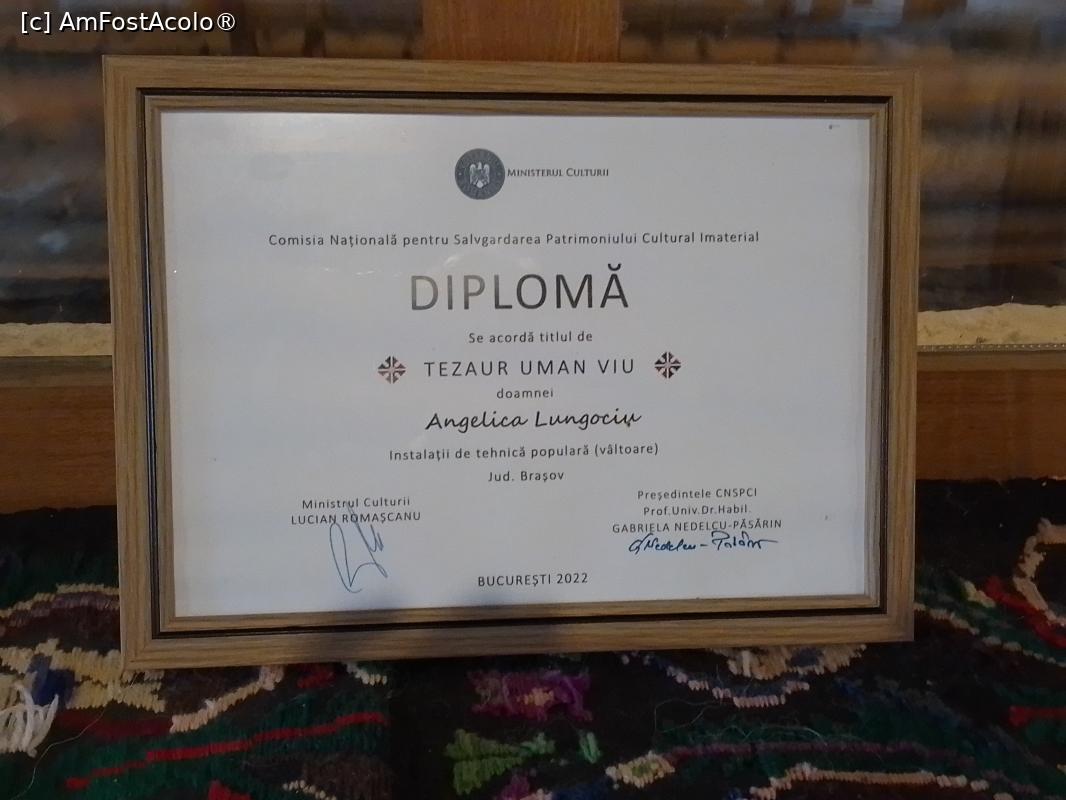 [c] AmFostAcolo®
MINISTERUL CULTURII
Comisia Națională pentru Salvgardarea Patrimoniului Cultural Imaterial
DIPLOMĂ
Se acordă titlul de
TEZAUR UMAN VIU
doamnei
Angelica Lungociu
Instalații de tehnică populară (vâltoare)
Jud. Brașov
Ministrul Culturii
LUCIAN ROMAȘCANU
Președintele CNSPCI
Prof.Univ.Dr.Habil.
GABRIELA NEDELCU-PĂSĂRIN
BUCUREȘTI 2022